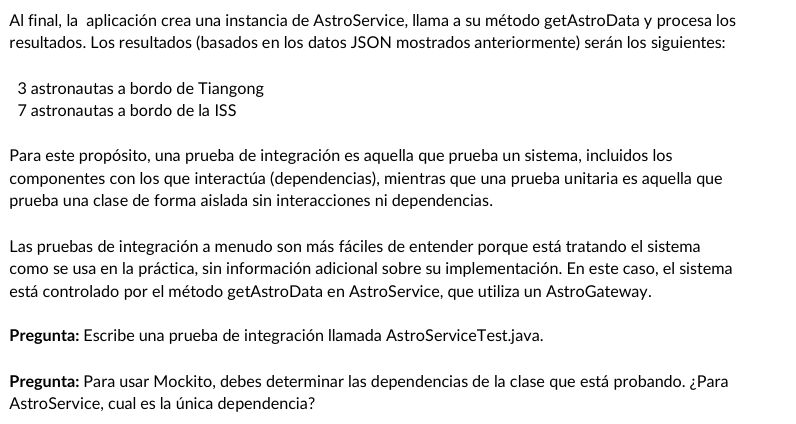 Al final, la  aplicación crea una instancia de AstroService, llama a su método getAstroData y procesa los
resultados. Los resultados (basados en los datos JSON mostrados anteriormente) serán los siguientes:
3 astronautas a bordo de Tiangong
7 astronautas a bordo de la ISS
Para este propósito, una prueba de integración es aquella que prueba un sistema, incluidos los
componentes con los que interactúa (dependencias), mientras que una prueba unitaria es aquella que
prueba una clase de forma aislada sin interacciones ni dependencias.
Las pruebas de integración a menudo son más fáciles de entender porque está tratando el sistema
como se usa en la práctica, sin información adicional sobre su implementación. En este caso, el sistema
está controlado por el método getAstroData en AstroService, que utiliza un AstroGateway.
Pregunta: Escribe una prueba de integración llamada AstroServiceTest.java.
Pregunta: Para usar Mockito, debes determinar las dependencias de la clase que está probando. ¿Para
AstroService, cual es la única dependencia?